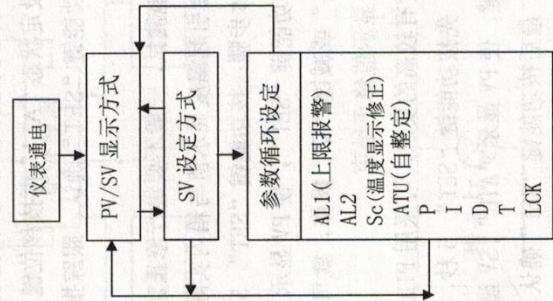 仪表通电
PV/SV 显示方式
SV 设定方式
参数循环设定
AL1(上限报警)
AL2
Sc(温度显示修正)
ATU(自整定)
P
I
D
T
LCK